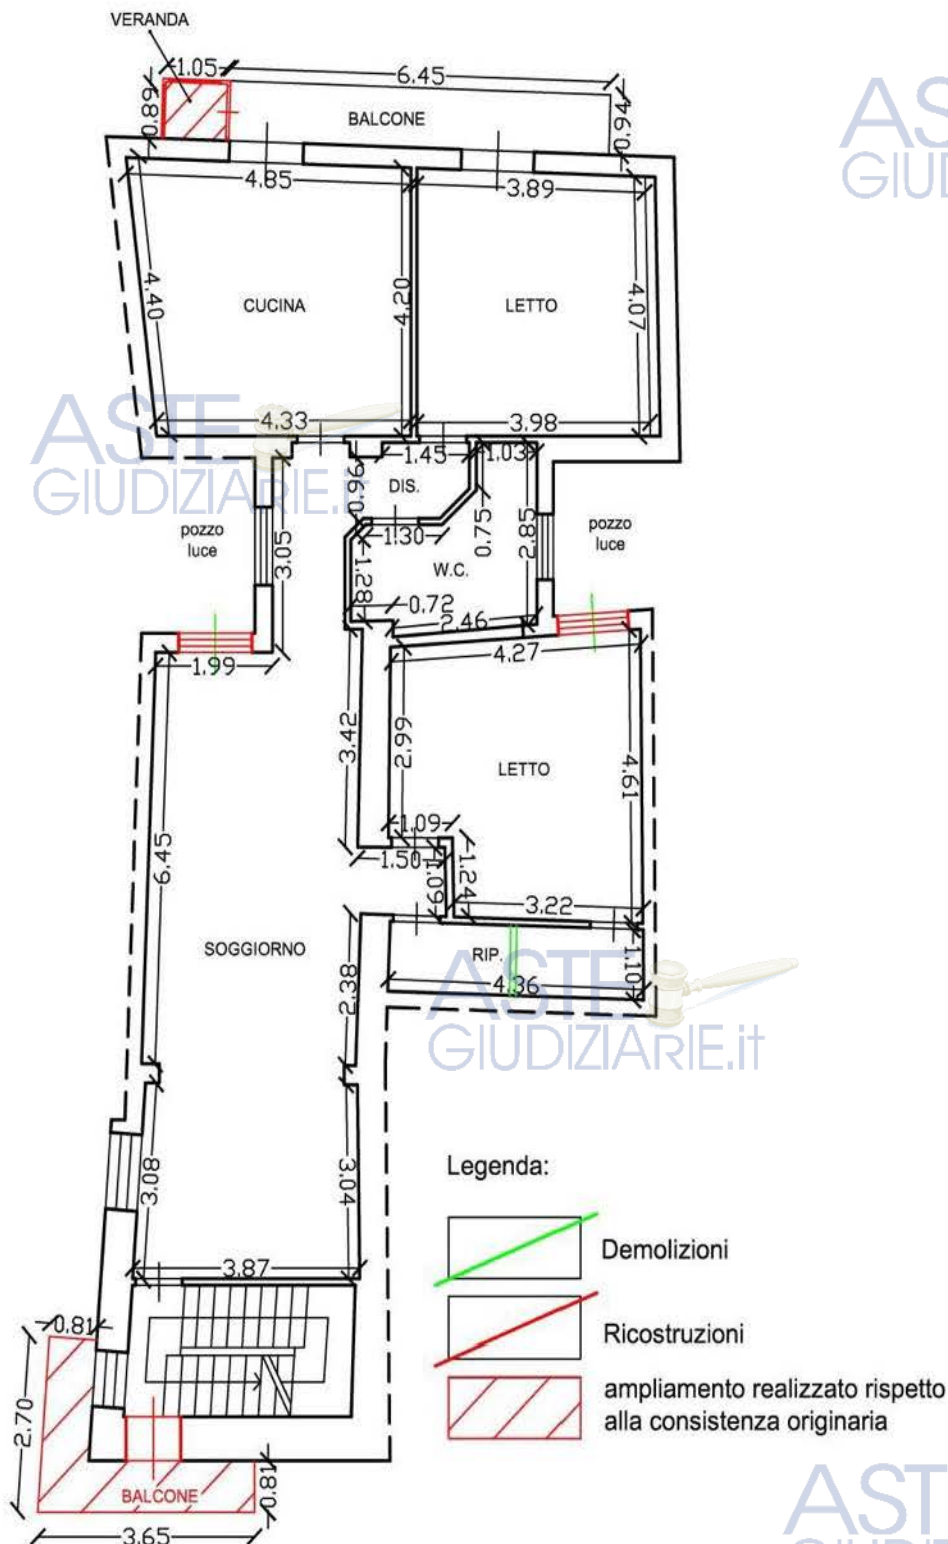 VERANDA
1.05
6.45
0.89
BALCONE
0.94
4.85
3.89
4.40
CUCINA
4.20
LETTO
4.07
ASTE
GIUDIZIARIE.it
4.33
3.98
1.45
1.03
0.96
DIS.
pozzo
luce
3.05
1.30
0.75
2.85
pozzo
luce
W.C.
1.28
0.72
2.46
1.99
4.27
3.42
2.99
LETTO
4.61
6.45
1.09
1.50
1.09
1.24
3.22
SOGGIORNO
RIP.
1.10
2.38
4.36
ASTE
GIUDIZIARIE.it
3.08
3.04
Legenda:
3.87
Demolizioni
0.81
Ricostruzioni
2.70
ampliamento realizzato rispetto
alla consistenza originaria
BALCONE
0.81
3.65